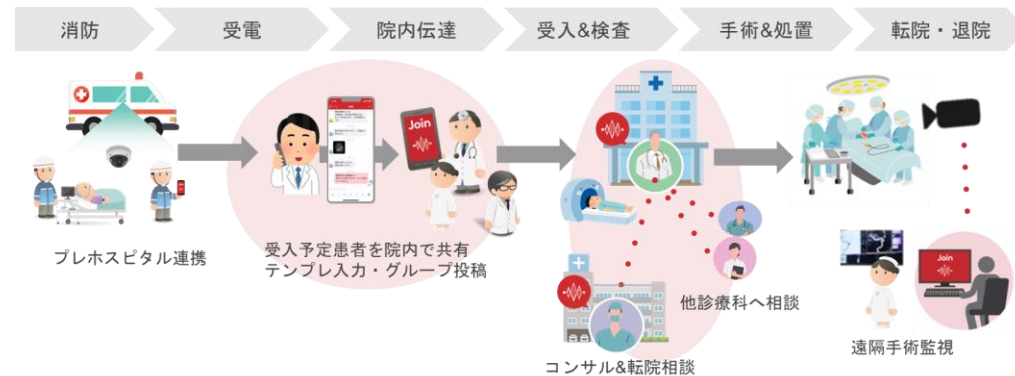 消防
受電
院内伝達
受入&検査
手術&処置
転院・退院
Join
プレホスピタル連携
受入予定患者を院内で共有
テンプレ入力・グループ投稿
他診療科へ相談
コンサル&転院相談
Join
遠隔手術監視